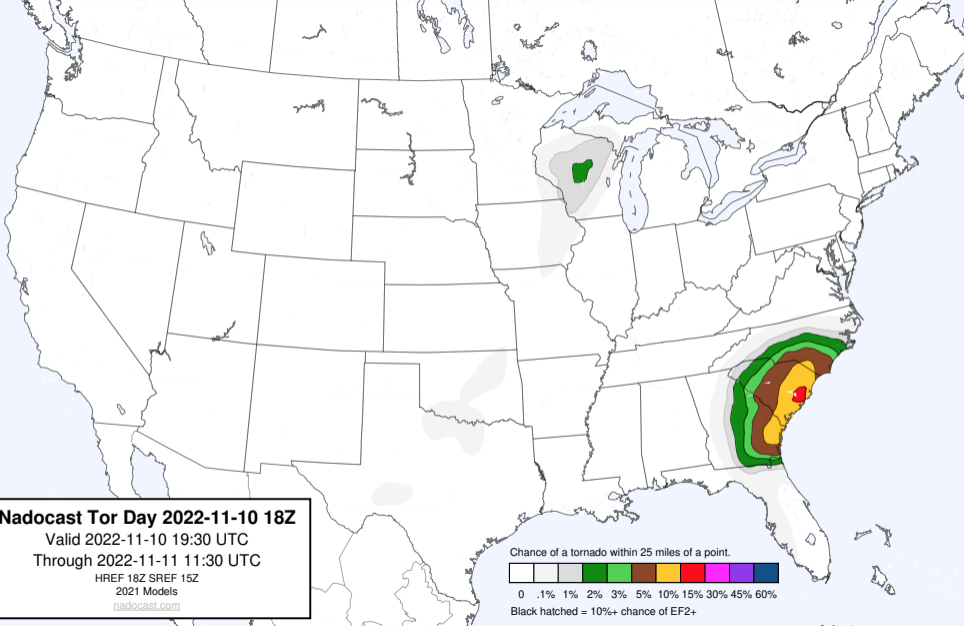 Nadocast Tor Day 2022-11-10 18Z
Valid 2022-11-10 19:30 UTC
Through 2022-11-11 11:30 UTC
HREF 18Z SREF 15Z
2021 Models
nadocast.com
Chance of a tornado within 25 miles of a point.
0 .1% 1% 2% 3% 5% 10% 15% 30% 45% 60%
Black hatched = 10%+ chance of EF2+